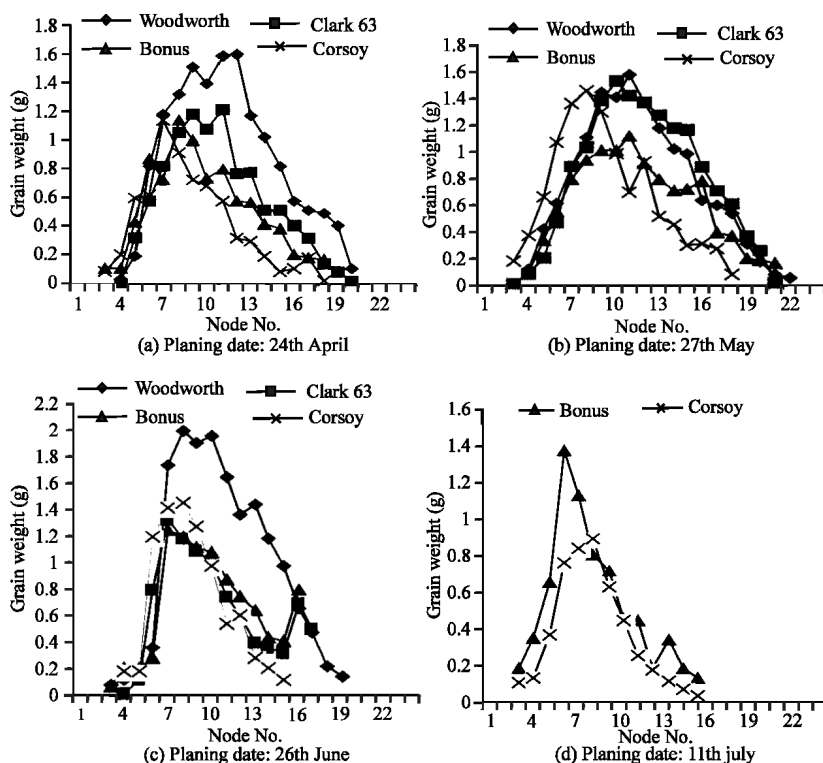 Woodworth Clark 63
Bonus Corsoy
Grain weight (g)
1.8
1.6
1.4
1.2
1
0.8
0.6
0.4
0.2
0
1 4 7 10 13 16 19 22
Node No.
(a) Planing date: 24th April
Woodworth Clark 63
Bonus Corsoy
Grain weight (g)
1.8
1.6
1.4
1.2
1
0.8
0.6
0.4
0.2
0
1 4 7 10 13 16 19 22
Node No.
(b) Planing date: 27th May
Woodworth Clark 63
Bonus Corsoy
Grain weight (g)
2.2
2
1.8
1.6
1.4
1.2
1
0.8
0.6
0.4
0.2
0
1 4 7 10 13 16 19 22
Node No.
(c) Planing date: 26th June
Bonus Corsoy
Grain weight (g)
1.6
1.4
1.2
1
0.8
0.6
0.4
0.2
0
1 4 7 10 13 16 19 22
Node No.
(d) Planing date: 11th july